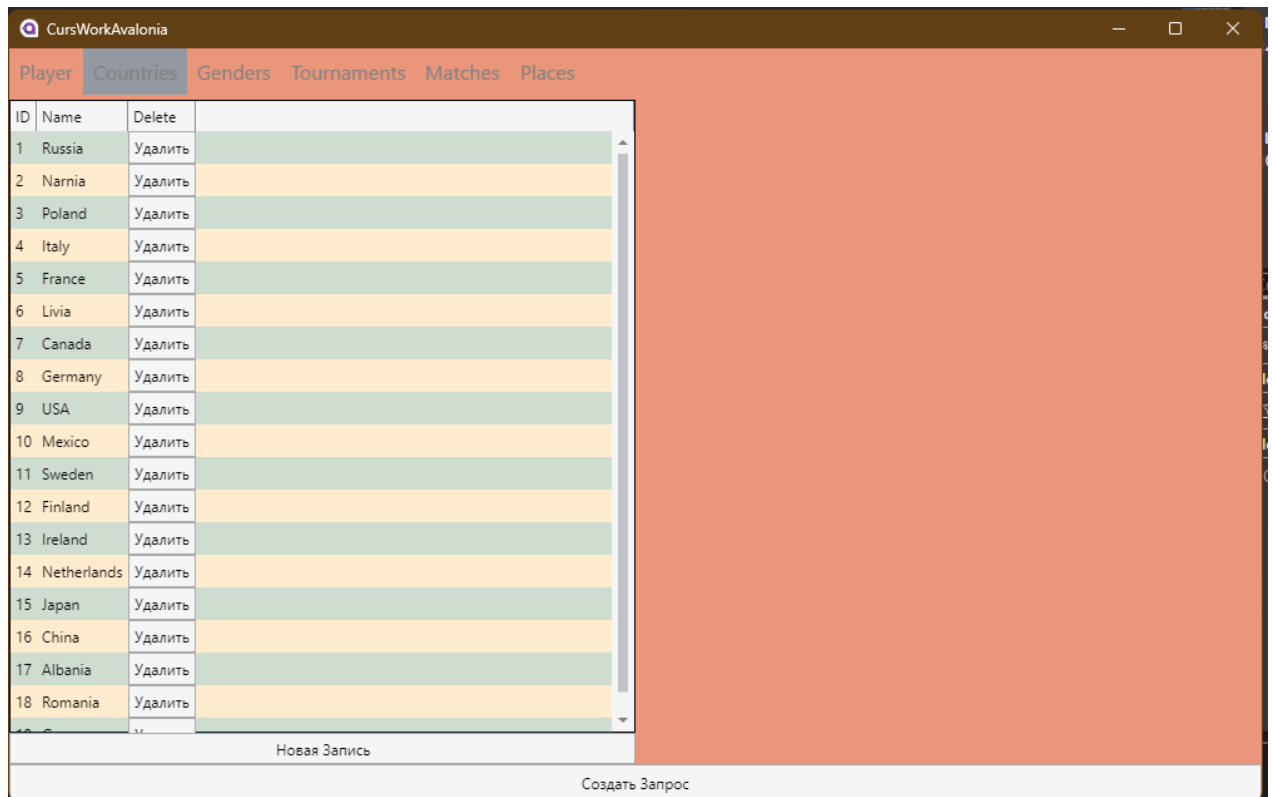 CursWorkAvalonia
Player Countries Genders Tournaments Matches Places
ID Name Delete
1 Russia Удалить
2 Narnia Удалить
3 Poland Удалить
4 Italy Удалить
5 France Удалить
6 Livia Удалить
7 Canada Удалить
8 Germany Удалить
9 USA Удалить
10 Mexico Удалить
11 Sweden Удалить
12 Finland Удалить
13 Ireland Удалить
14 Netherlands Удалить
15 Japan Удалить
16 China Удалить
17 Albania Удалить
18 Romania Удалить
Новая Запись
Создать Запрос